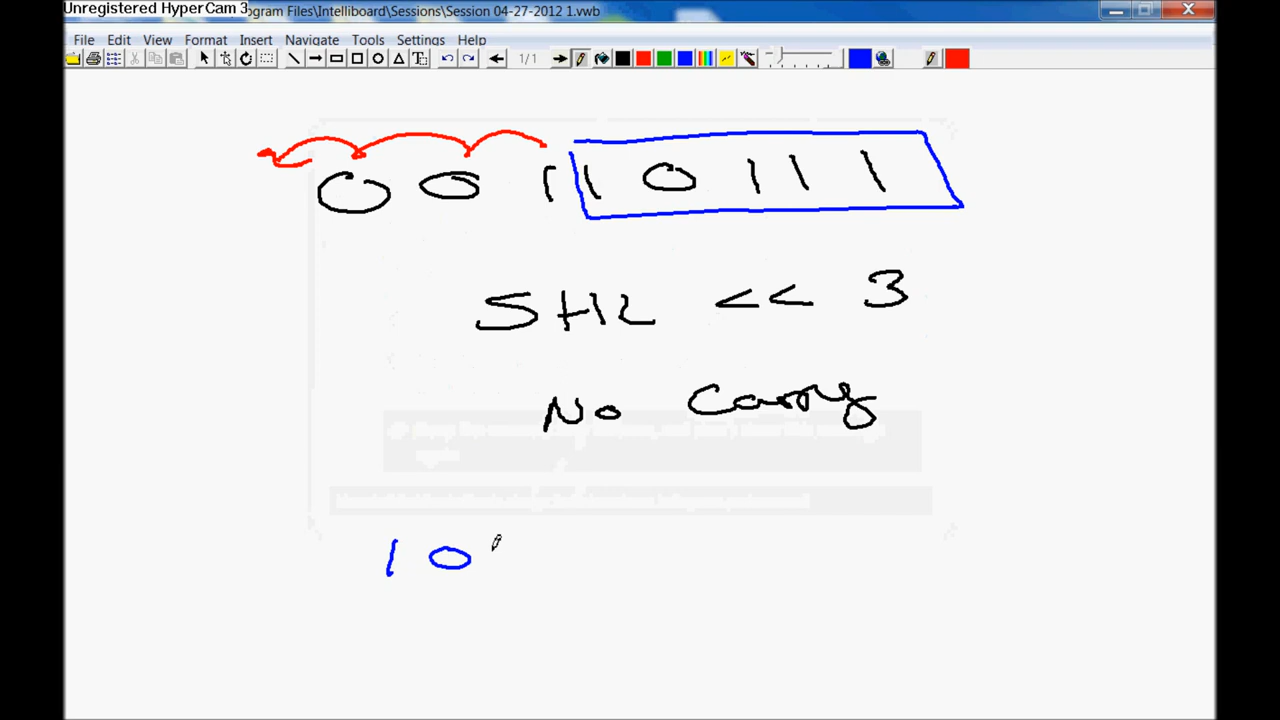 Unregistered HyperCam 3
ogram Files\Intelliboard\Sessions\Session 04-27-2012 1.vwb
File Edit View Format Insert Navigate Tools Settings Help
1/1
0 0 1 1 0 1 1 1
SHL << 3
No Carry
1 0